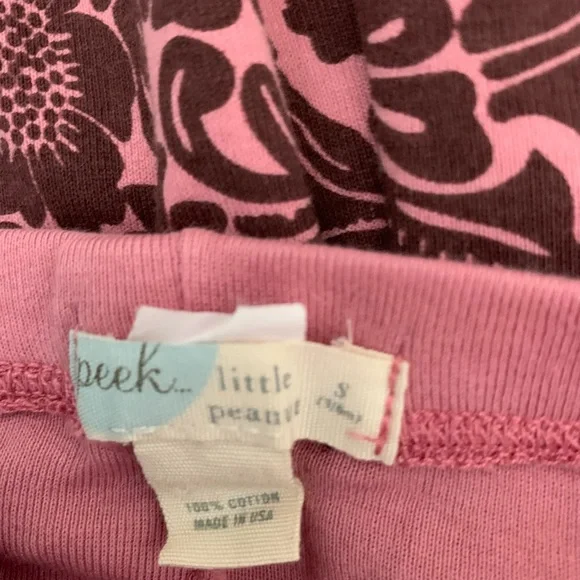 peek...
little
peanut
S
(3/6m)
100% COTTON
MADE IN USA